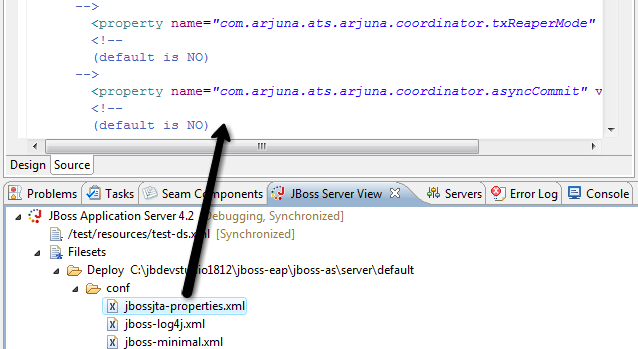 -->
<property name="com.arjuna.ats.arjuna.coordinator.txReaperMode"
<!--
(default is NO)
-->
<property name="com.arjuna.ats.arjuna.coordinator.asyncCommit" v
<!--
(default is NO)
Design Source
Problems Tasks Seam Components JBoss Server View Servers Error Log Console
JBoss Application Server 4.2 [Debugging, Synchronized]
/test/resources/test-ds.xml [Synchronized]
Filesets
Deploy C:\jbdevstudio1812\jboss-eap\jboss-as\server\default
conf
jbossjta-properties.xml
jboss-log4j.xml
jboss-minimal.xml